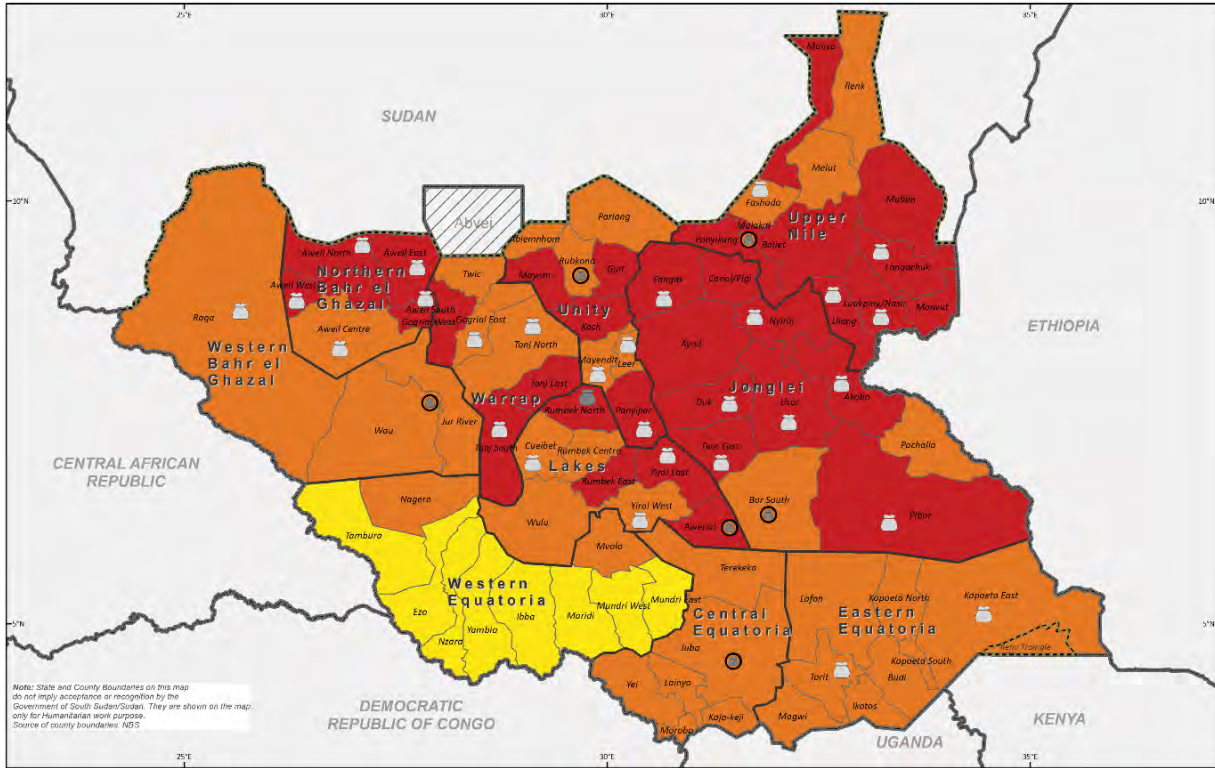 25°E
30°E
35°E
Manyo
Renk
SUDAN
Melut
10°N
Fashoda
Maban
10°N
Abyei
Pariang
Upper
Nile
Malakal
Panyikang
Baliet
Abiemnhom
Aweil North
Aweil East
Northern
Bahr el
Ghazal
Twic
Rubkona
Mayom
Guit
Fangak
Canal/Pigi
Longochuk
Aweil West
Luakpiny/Nasir
Maiwut
Raga
Aweil South
Gogrial West
Gogrial East
Unity
Nyirol
Ulang
ETHIOPIA
Aweil Centre
Koch
Tonj North
Ayod
Western
Bahr el
Ghazal
Mayendit
Leer
Tonj East
Jonglei
Warrap
Duk
Uror
Akobo
Rumbek North
Panyijiar
Jur River
Wau
Tonj South
Cueibet
Rumbek Centre
Twic East
Pochalla
Lakes
Yirol East
CENTRAL AFRICAN
REPUBLIC
Rumbek East
Nagero
Yirol West
Bor South
Pibor
Wulu
Awerial
Tambura
Mvolo
Terekeka
Western
Equatoria
Lafon
Kapoeta North
Kapoeta East
Ezo
Ibba
Maridi
Mundri West
Mundri East
Central
Equatoria
Eastern
Equatoria
5°N
5°N
Yambio
Nzara
Juba
Ilemi Traingle
Kapoeta South
Yei
Lainya
Torit
Budi
Note: State and County Boundaries on this map
do not imply acceptance or recognition by the
Government of South Sudan/Sudan. They are shown on the map
only for Humanitarian work purpose.
Source of county boundaries: NBS
DEMOCRATIC
REPUBLIC OF CONGO
Kajo-keji
Magwi
Ikotos
KENYA
Morobo
UGANDA
25°E
30°E
35°E